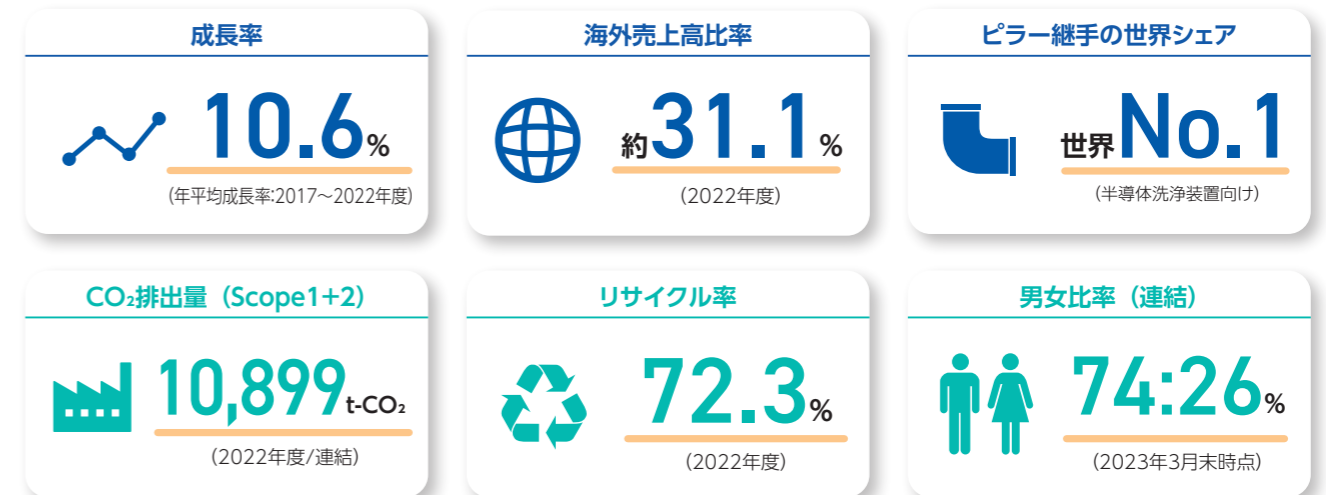 成長率
10.6%
(年平均成長率:2017〜2022年度)
海外売上高比率
約31.1%
(2022年度)
ピラー継手の世界シェア
世界No.1
(半導体洗浄装置向け)
CO₂排出量（Scope1+2）
10,899t-CO₂
(2022年度/連結)
リサイクル率
72.3%
(2022年度)
男女比率（連結）
74:26%
(2023年3月末時点)